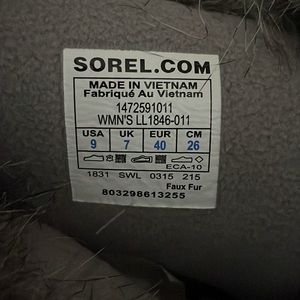 SOREL.COM
MADE IN VIETNAM
Fabriqué Au Vietnam
1472591011
WMN'S LL1846-011
USA UK EUR CM
9 7 40 26
ECA-10
1831 SWL 0315 215
Faux Fur
803298613255